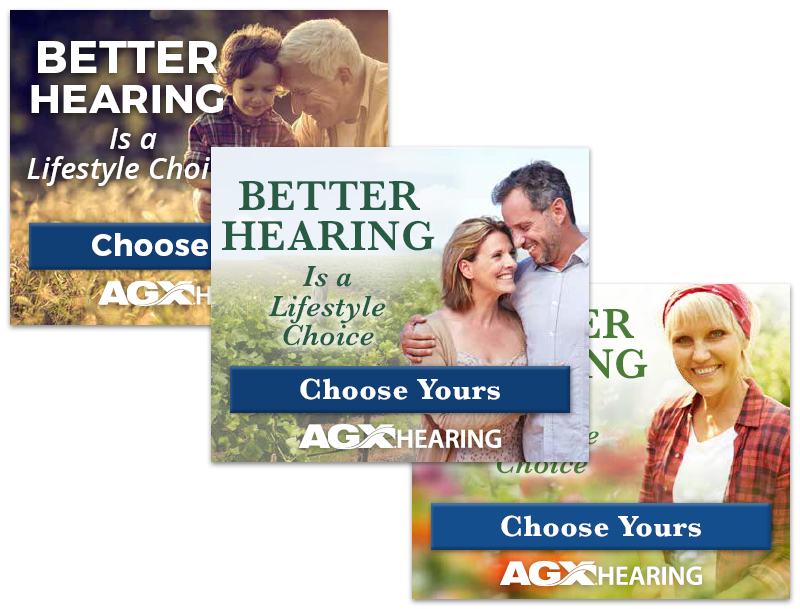 BETTER
HEARING
Is a
Lifestyle Choi
Choose
AGXH
BETTER
HEARING
Is a
Lifestyle
Choice
Choose Yours
AGXHEARING
ER
NG
e
Choice
Choose Yours
AGXHEARING